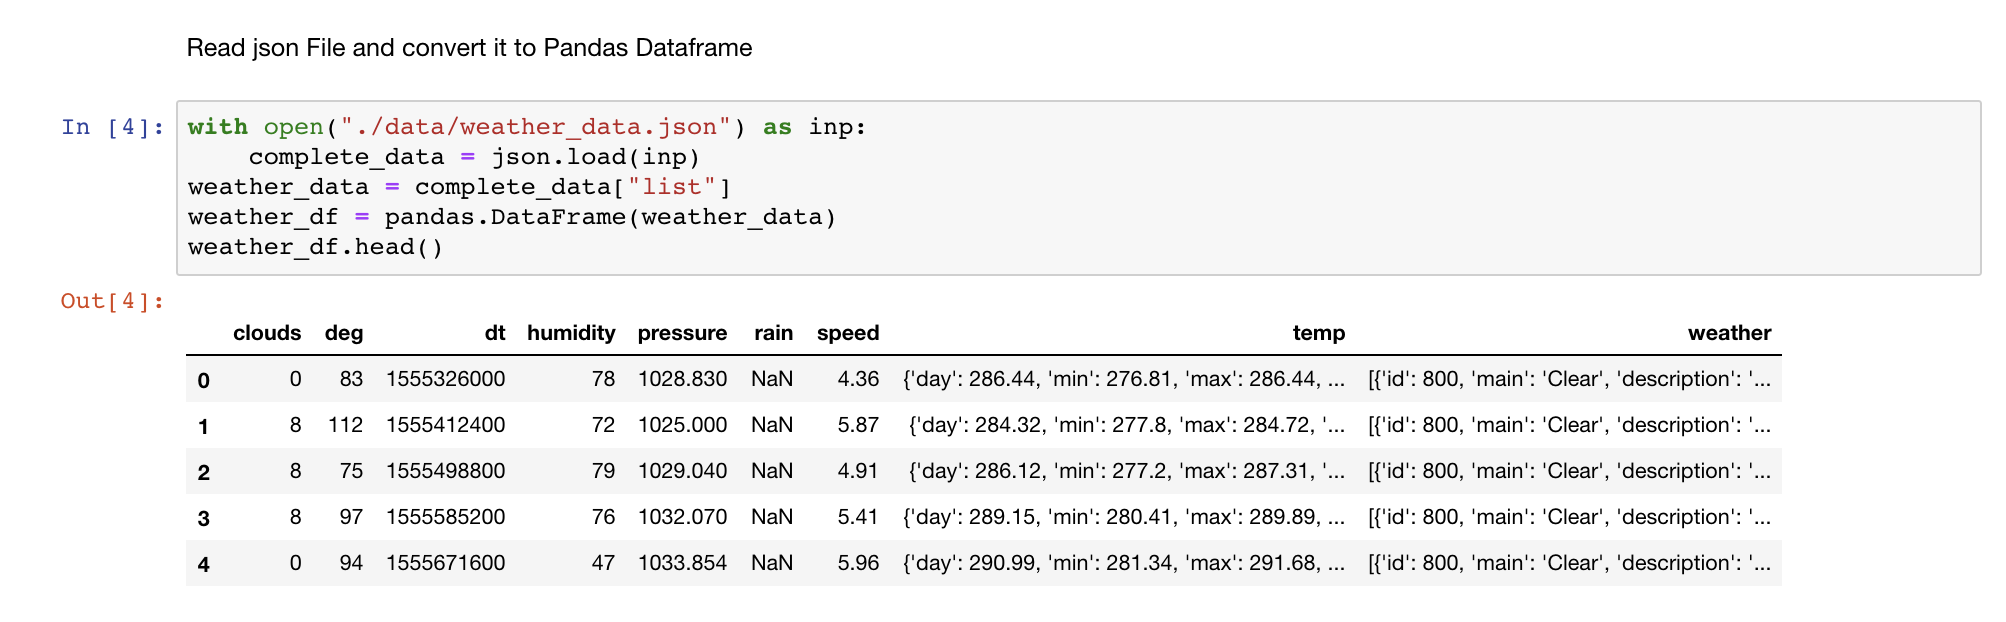 Read json File and convert it to Pandas Dataframe
In [4]: with open("./data/weather_data.json") as inp:
    complete_data = json.load(inp)
weather_data = complete_data["list"]
weather_df = pandas.DataFrame(weather_data)
weather_df.head()
Out[4]:
clouds deg dt humidity pressure rain speed temp weather
0 0 83 1555326000 78 1028.830 NaN 4.36 {'day': 286.44, 'min': 276.81, 'max': 286.44, ... [{'id': 800, 'main': 'Clear', 'description': '...
1 8 112 1555412400 72 1025.000 NaN 5.87 {'day': 284.32, 'min': 277.8, 'max': 284.72, '... [{'id': 800, 'main': 'Clear', 'description': '...
2 8 75 1555498800 79 1029.040 NaN 4.91 {'day': 286.12, 'min': 277.2, 'max': 287.31, '... [{'id': 800, 'main': 'Clear', 'description': '...
3 8 97 1555585200 76 1032.070 NaN 5.41 {'day': 289.15, 'min': 280.41, 'max': 289.89, ... [{'id': 800, 'main': 'Clear', 'description': '...
4 0 94 1555671600 47 1033.854 NaN 5.96 {'day': 290.99, 'min': 281.34, 'max': 291.68, ... [{'id': 800, 'main': 'Clear', 'description': '...